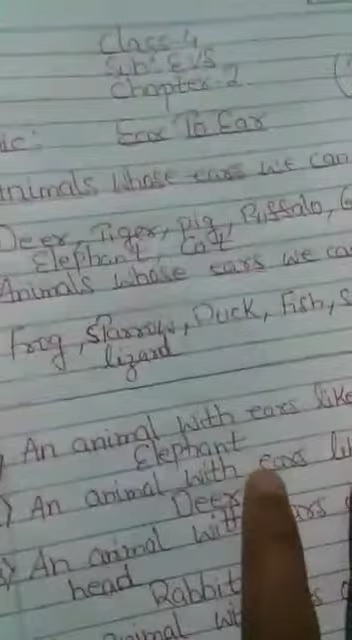 Class-4
Sub: E.V.S
Chapter-2
Ear To Ear
Animals whose ears we can
Deer, Tiger, pig, Buffalo,
Elephant, Cat
Animals whose ears we
Frog, Sparrow, Duck, Fish,
lizard
An animal with ears like
Elephant
An animal with ears
Deer
An animal with ears
head
Rabbit
animal